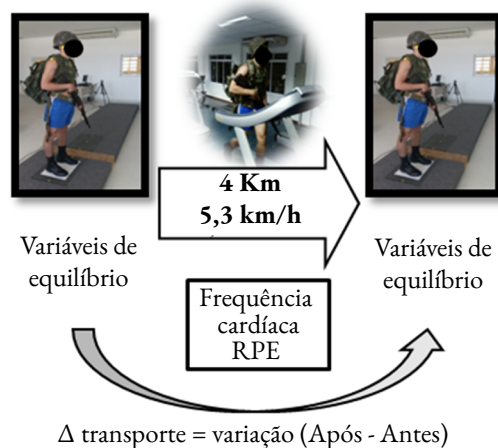 4 Km
5,3 km/h
Variáveis de
equilíbrio
Variáveis de
equilíbrio
Frequência
cardíaca
RPE
Δ transporte = variação (Após - Antes)